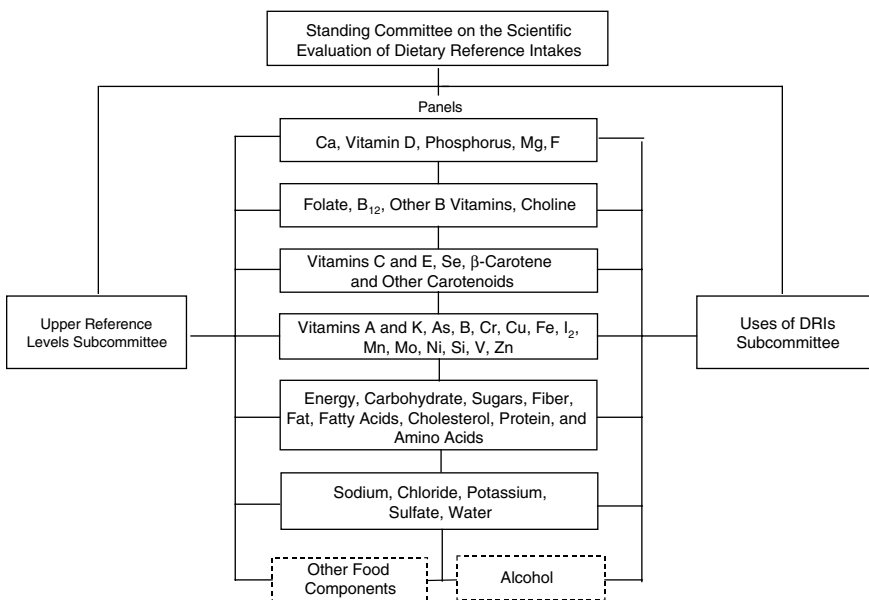 Standing Committee on the Scientific
Evaluation of Dietary Reference Intakes
Panels
Ca, Vitamin D, Phosphorus, Mg, F
Folate, B₁₂, Other B Vitamins, Choline
Vitamins C and E, Se, β-Carotene
and Other Carotenoids
Upper Reference
Levels Subcommittee
Vitamins A and K, As, B, Cr, Cu, Fe, I₂,
Mn, Mo, Ni, Si, V, Zn
Uses of DRIs
Subcommittee
Energy, Carbohydrate, Sugars, Fiber,
Fat, Fatty Acids, Cholesterol, Protein, and
Amino Acids
Sodium, Chloride, Potassium,
Sulfate, Water
Other Food
Components
Alcohol